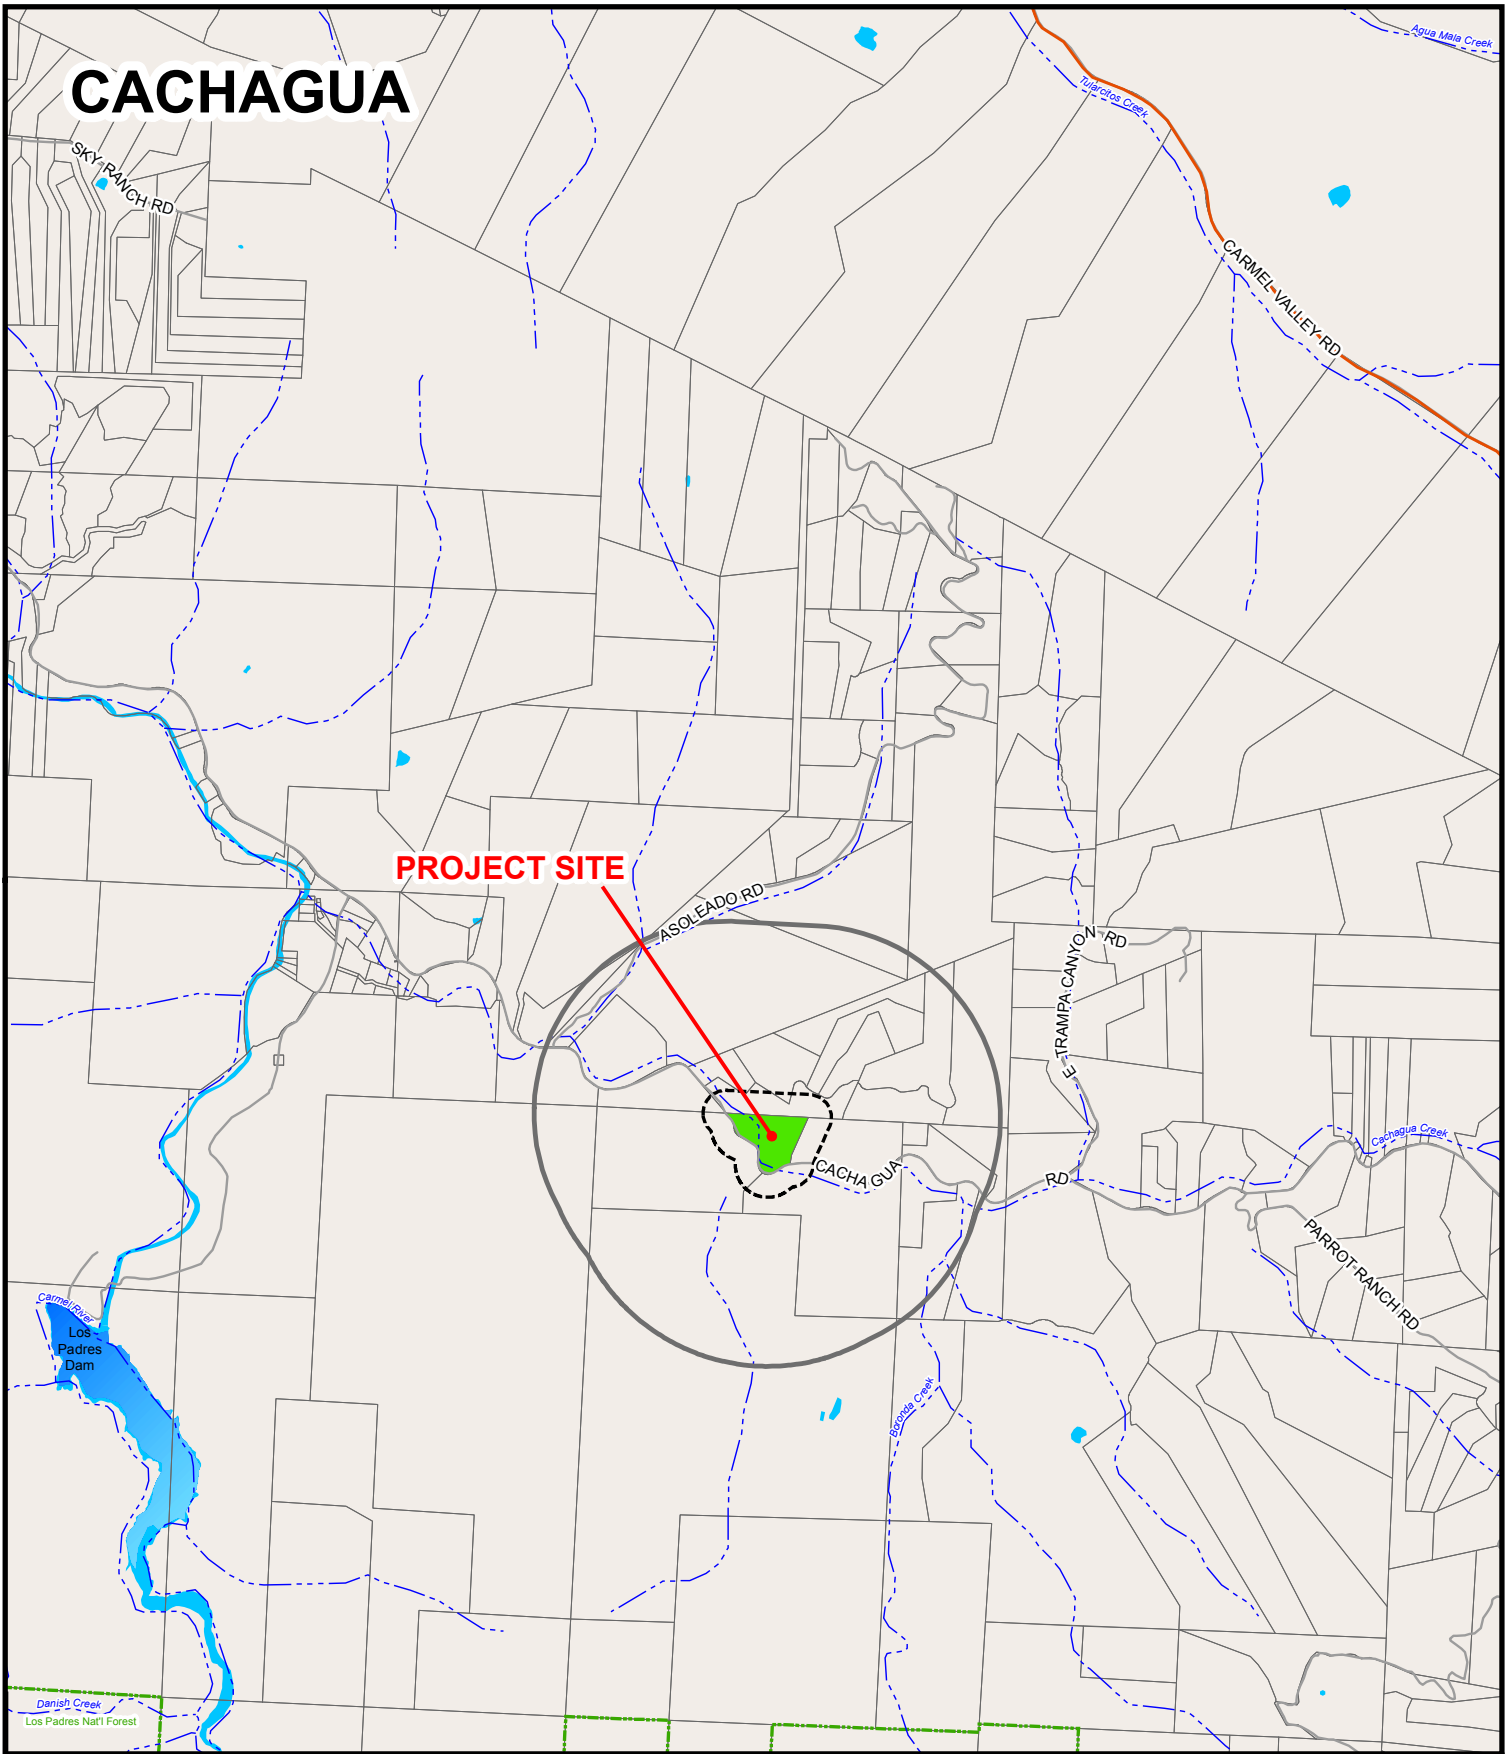 Agua Mala Creek
CACHAGUA
Tularcitos Creek
SKY RANCH RD
CARMEL VALLEY RD
PROJECT SITE
ASOLEADO RD
E TRAMPA CANYON RD
Cachagua Creek
CACHAGUA RD
PARROT RANCH RD
Carmel River
Los
Padres
Dam
Boronda Creek
Danish Creek
Los Padres Nat'l Forest